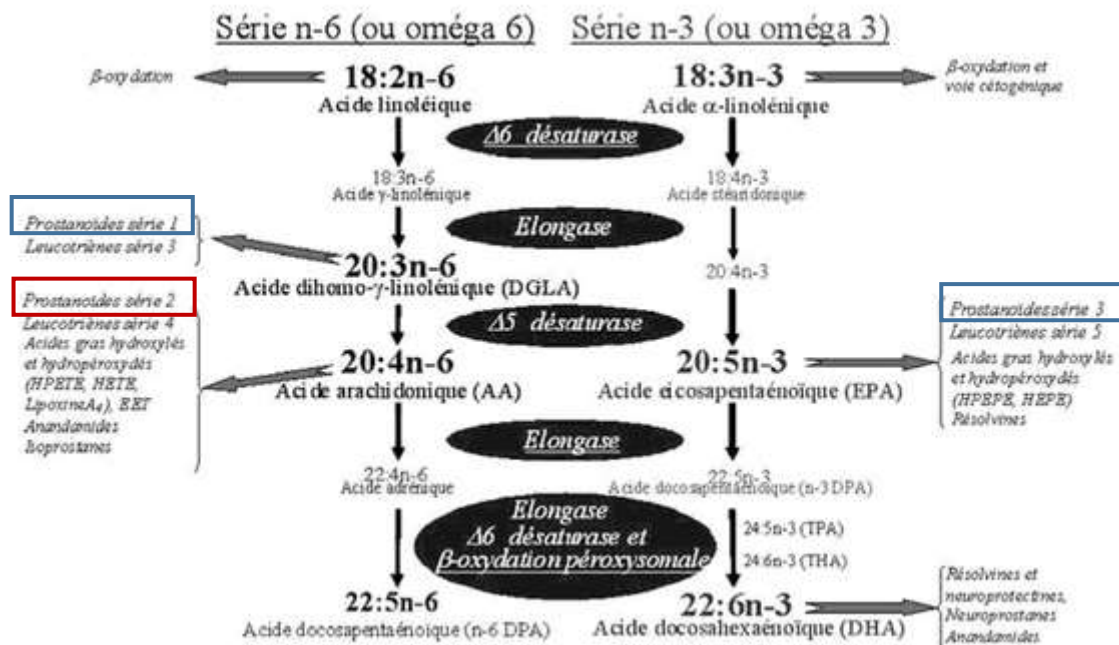 Série n-6 (ou oméga 6) Série n-3 (ou oméga 3)
β-oxydation
18:2n-6
Acide linoléique
18:3n-3
Acide α-linolénique
β-oxydation et
voie cétogénique
Δ6 désaturase
18:3n-6
Acide γ-linolénique
18:4n-3
Acide stéaridonique
Prostanoïdes série 1
Leucotriènes série 3
Elongase
20:3n-6
Acide dihomo-γ-linolénique (DGLA)
20:4n-3
Prostanoïdes série 2
Leucotriènes série 4
Acides gras hydroxylés
et hydropéroxydés
(HPETE, HETE,
LipoxineA₄), EET
Anandamides
Isoprostanes
Δ5 désaturase
20:4n-6
Acide arachidonique (AA)
20:5n-3
Acide eicosapentaénoïque (EPA)
Prostanoïdes série 3
Leucotriènes série 5
Acides gras hydroxylés
et hydropéroxydés
(HPEPE, HEPE)
Résolvines
Elongase
22:4n-6
Acide adrénique
22:5n-3
Acide docosapentaénoïque (n-3 DPA)
Elongase
Δ6 désaturase et
β-oxydation péroxysomale
24:5n-3 (TPA)
24:6n-3 (THA)
22:5n-6
Acide docosapentaénoïque (n-6 DPA)
22:6n-3
Acide docosahexaénoïque (DHA)
Résolvines et
neuroprotectines,
Neuroprostanes
Anandamides